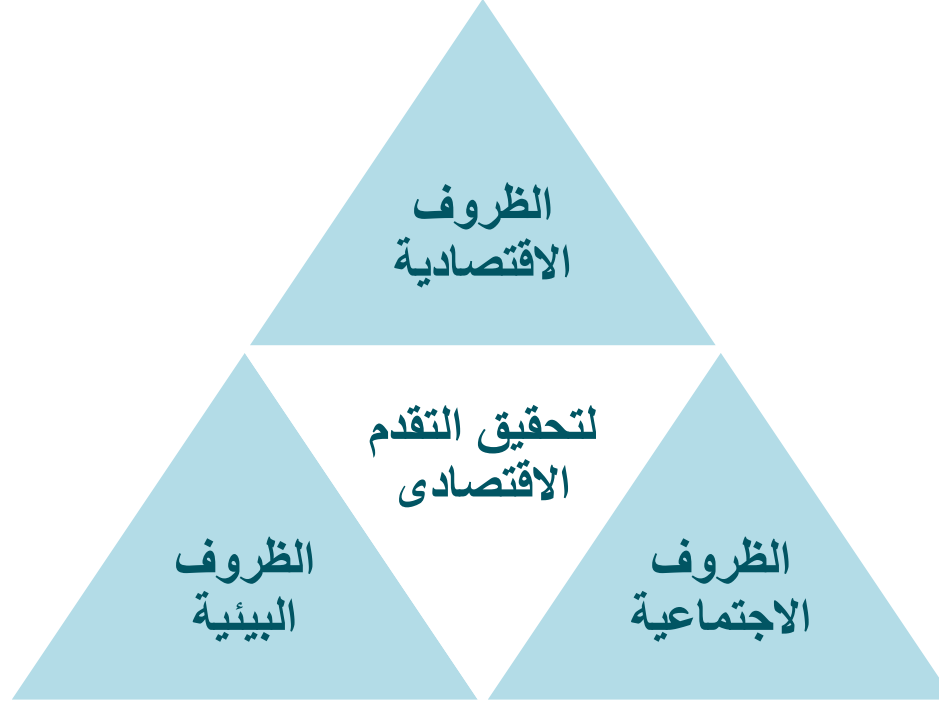 الظروف
الاقتصادية
لتحقيق التقدم
الاقتصادى
الظروف
الاجتماعية
الظروف
البيئية